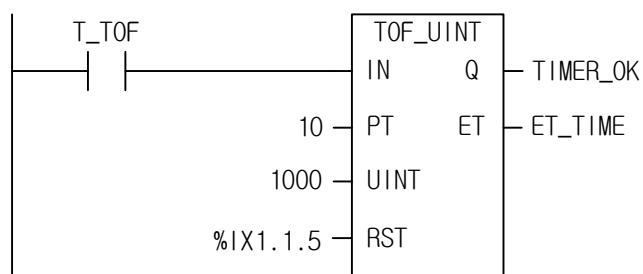 T_TOF TOF_UINT
IN Q TIMER_OK
10 PT ET ET_TIME
1000 UINT
%IX1.1.5 RST